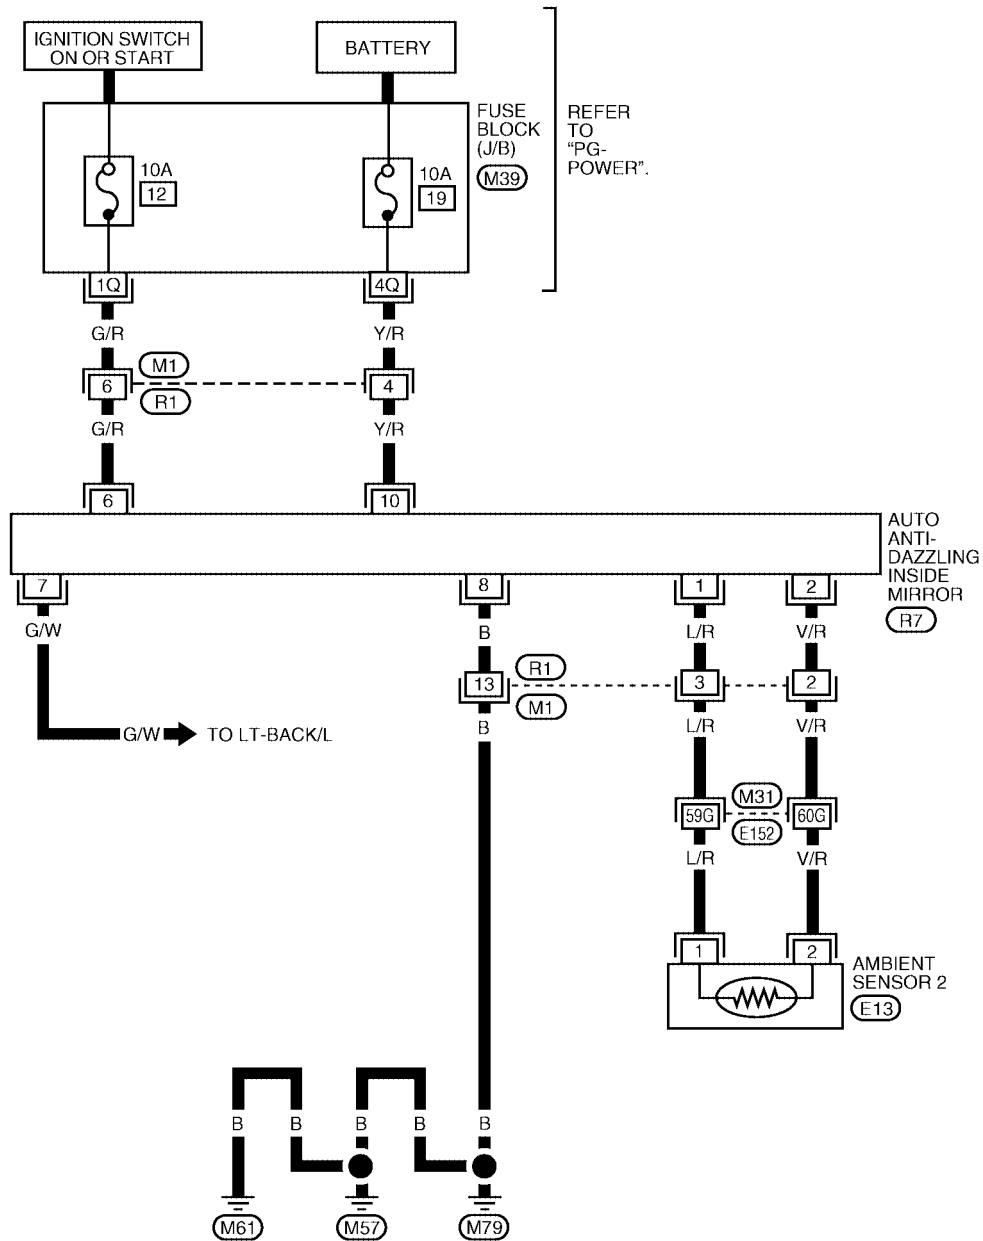 IGNITION SWITCH
ON OR START
BATTERY
FUSE
BLOCK
(J/B)
M39
REFER
TO
"PG-
POWER".
10A
12
10A
19
1Q
4Q
G/R
Y/R
M1
6
4
R1
G/R
Y/R
6
10
AUTO
ANTI-
DAZZLING
INSIDE
MIRROR
R7
7
8
1
2
G/W
B
L/R
V/R
R1
13
3
2
M1
B
L/R
V/R
G/W
TO LT-BACK/L
M31
59G
60G
E152
L/R
V/R
1
2
AMBIENT
SENSOR 2
E13
B
B
B
B
B
M61
M57
M79